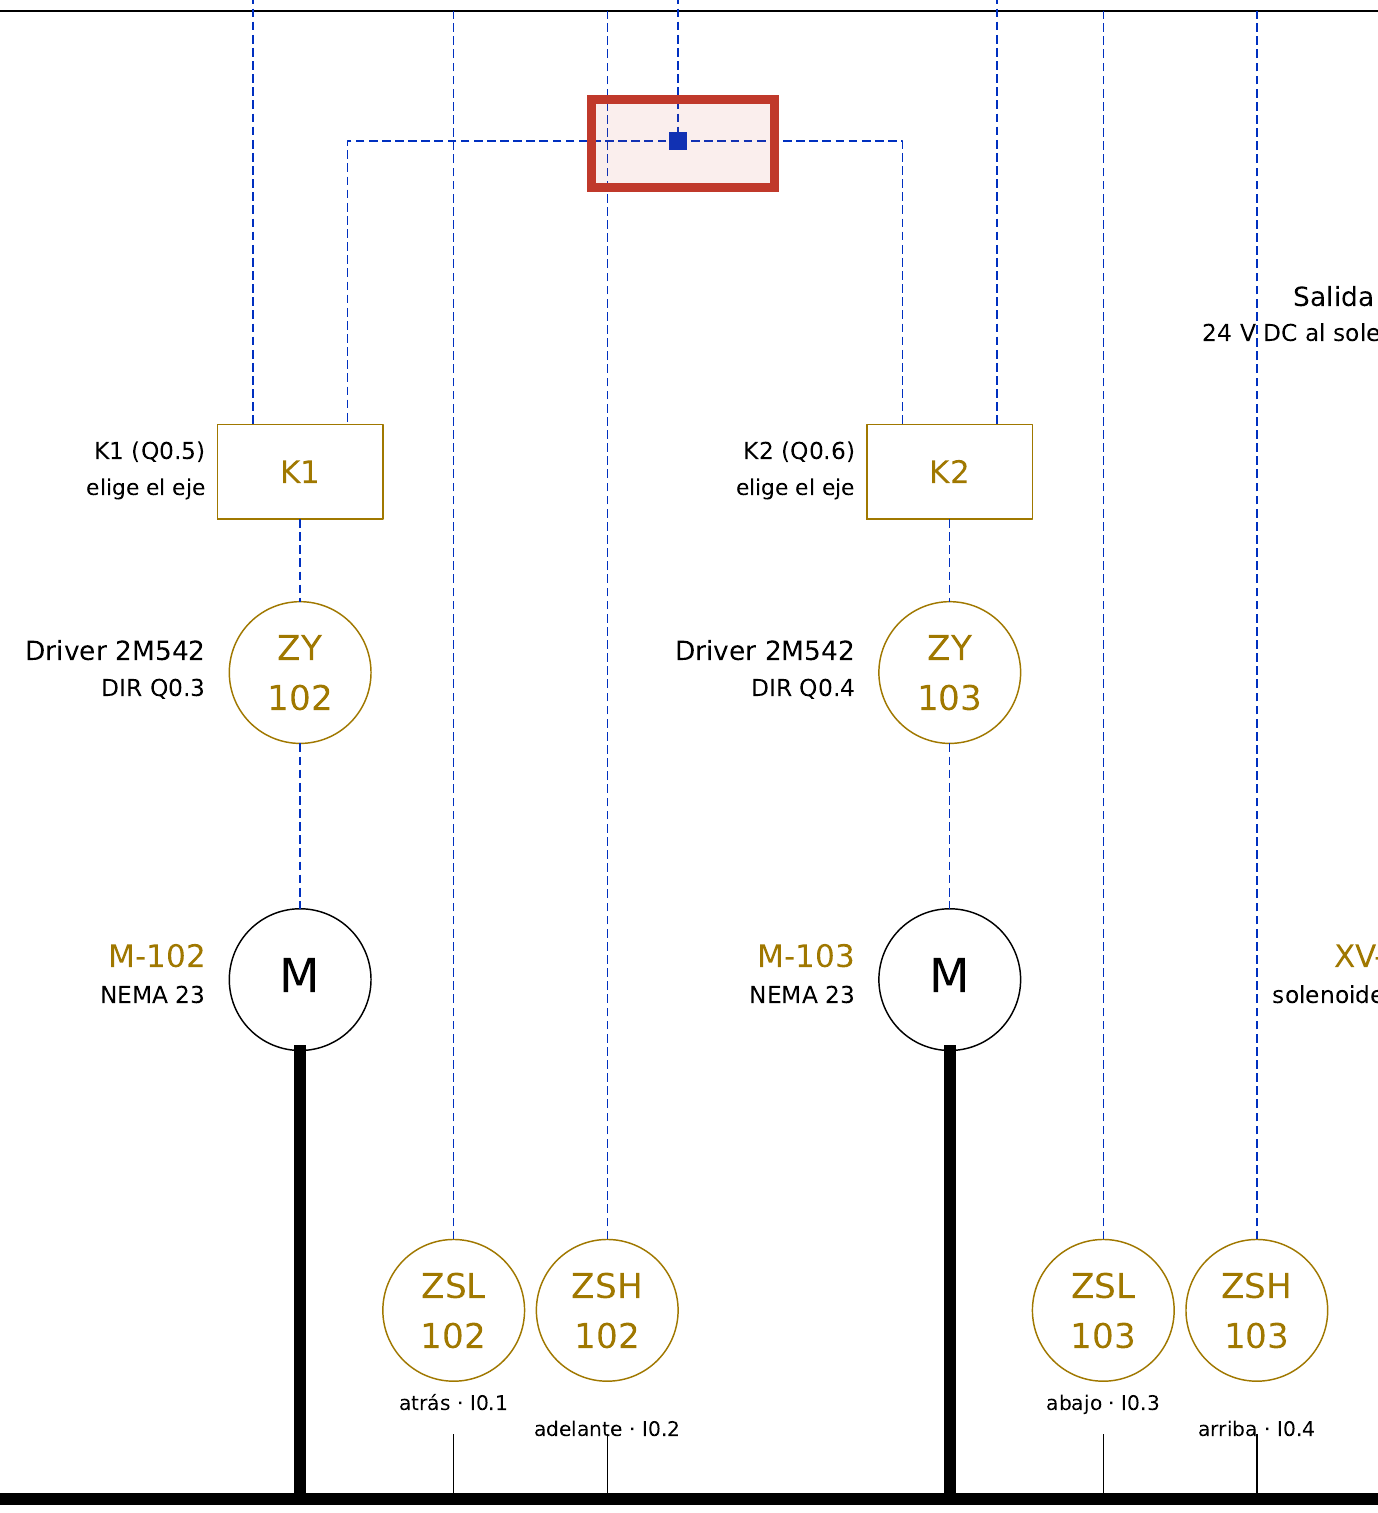 Salida
24 V DC al sole
K1 (Q0.5)
elige el eje
K1
K2 (Q0.6)
elige el eje
K2
Driver 2M542
DIR Q0.3
ZY
102
Driver 2M542
DIR Q0.4
ZY
103
M-102
NEMA 23
M
M-103
NEMA 23
M
XV-
solenoide
ZSL
102
ZSH
102
ZSL
103
ZSH
103
atrás · I0.1
adelante · I0.2
abajo · I0.3
arriba · I0.4